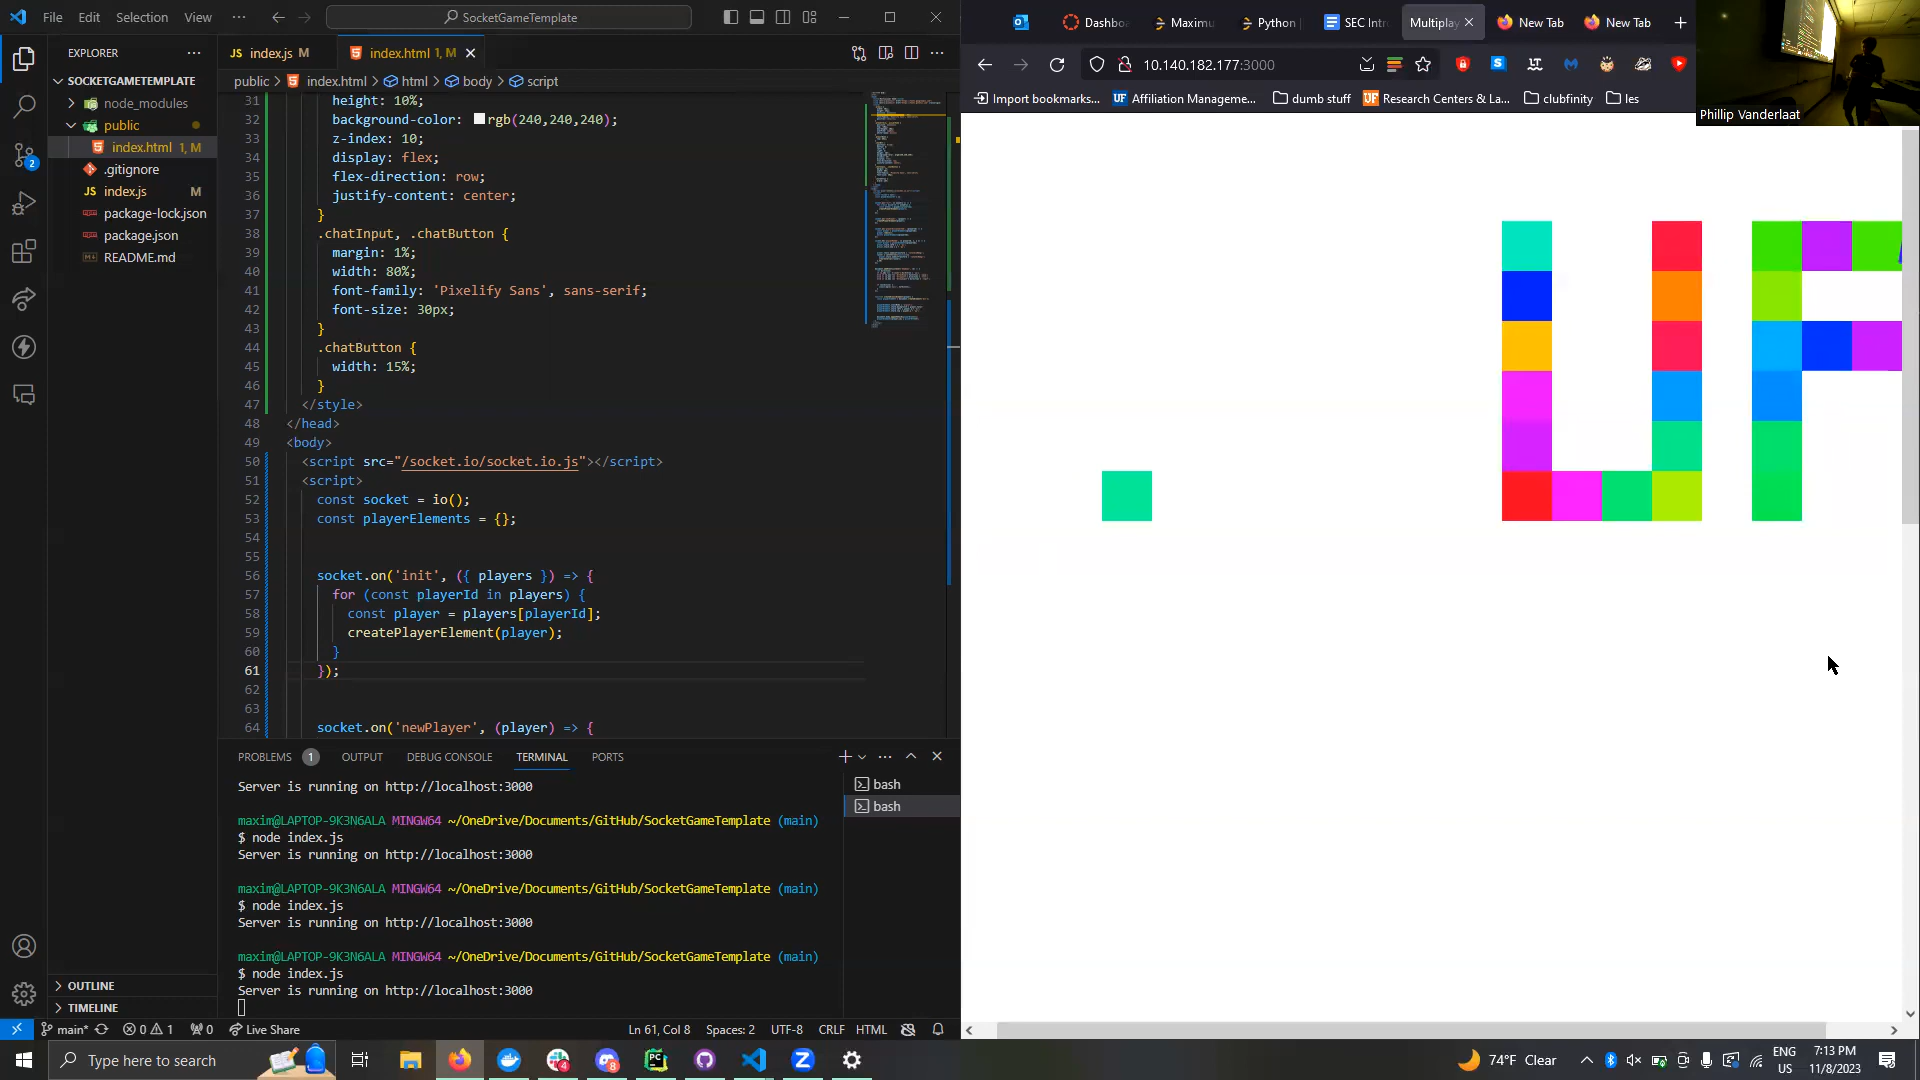 File Edit Selection View ··· SocketGameTemplate
EXPLORER
SOCKETGAMETEMPLATE
node_modules
public
index.html 1, M
.gitignore
index.js M
package-lock.json
package.json
README.md
OUTLINE
TIMELINE
index.js M index.html 1, M
public > index.html > html > body > script
31 height: 10%;
32 background-color: rgb(240,240,240);
33 z-index: 10;
34 display: flex;
35 flex-direction: row;
36 justify-content: center;
37 }
38 .chatInput, .chatButton {
39 margin: 1%;
40 width: 80%;
41 font-family: 'Pixelify Sans', sans-serif;
42 font-size: 30px;
43 }
44 .chatButton {
45 width: 15%;
46 }
47 </style>
48 </head>
49 <body>
50 <script src="/socket.io/socket.io.js"></script>
51 <script>
52 const socket = io();
53 const playerElements = {};
54
55
56 socket.on('init', ({ players }) => {
57 for (const playerId in players) {
58 const player = players[playerId];
59 createPlayerElement(player);
60 }
61 });
62
63
64 socket.on('newPlayer', (player) => {
PROBLEMS 1 OUTPUT DEBUG CONSOLE TERMINAL PORTS
Server is running on http://localhost:3000
maxim@LAPTOP-9K3N6ALA MINGW64 ~/OneDrive/Documents/GitHub/SocketGameTemplate (main)
$ node index.js
Server is running on http://localhost:3000
maxim@LAPTOP-9K3N6ALA MINGW64 ~/OneDrive/Documents/GitHub/SocketGameTemplate (main)
$ node index.js
Server is running on http://localhost:3000
maxim@LAPTOP-9K3N6ALA MINGW64 ~/OneDrive/Documents/GitHub/SocketGameTemplate (main)
$ node index.js
Server is running on http://localhost:3000
bash
bash
main* 0 1 0 Live Share Ln 61, Col 8 Spaces: 2 UTF-8 CRLF HTML
Dashbo Maximu Python SEC Intr Multiplay New Tab New Tab
10.140.182.177:3000
Import bookmarks... Affiliation Manageme... dumb stuff Research Centers & La... clubfinity les
Phillip Vanderlaat
UF
Type here to search
74°F Clear
ENG
US
7:13 PM
11/8/2023